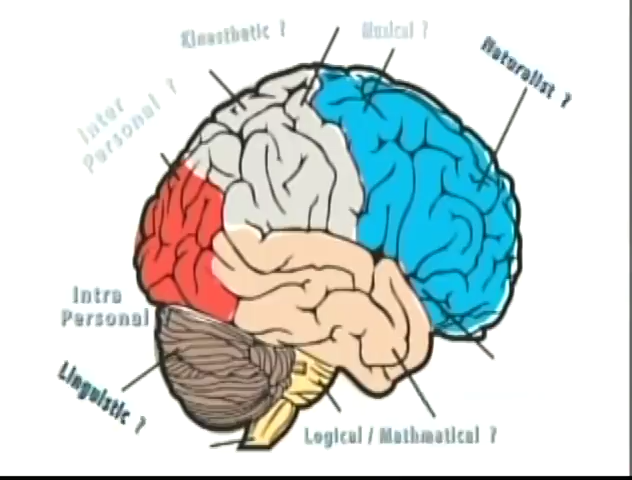 Kinesthetic ?
Musical ?
Naturalist ?
Inter
Personal ?
Intra
Personal
Linguistic ?
Logical / Mathmatical ?